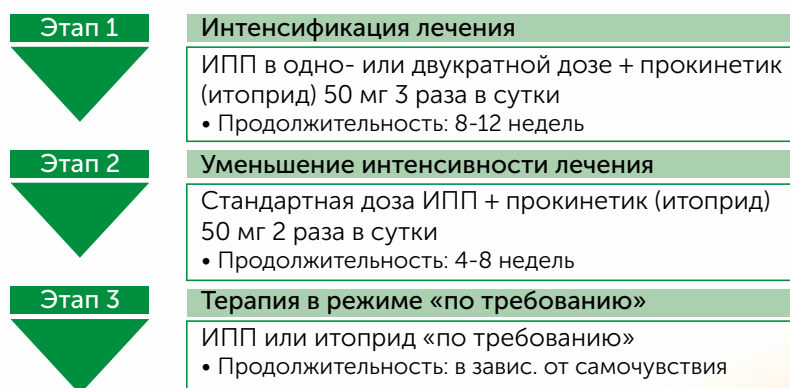 Этап 1
Интенсификация лечения
ИПП в одно- или двукратной дозе + прокинетик
(итоприд) 50 мг 3 раза в сутки
• Продолжительность: 8-12 недель
Этап 2
Уменьшение интенсивности лечения
Стандартная доза ИПП + прокинетик (итоприд)
50 мг 2 раза в сутки
• Продолжительность: 4-8 недель
Этап 3
Терапия в режиме «по требованию»
ИПП или итоприд «по требованию»
• Продолжительность: в завис. от самочувствия